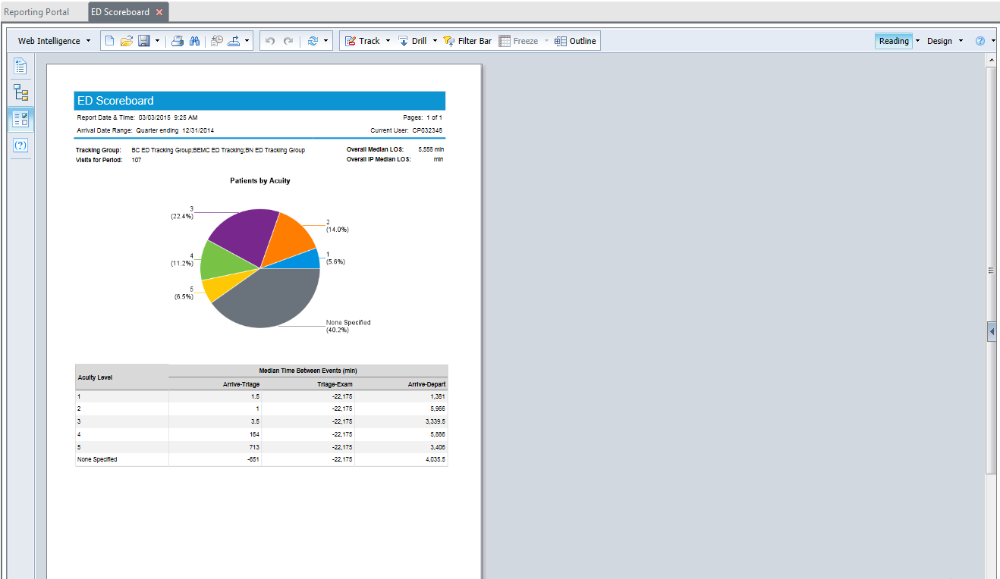 Reporting Portal
ED Scoreboard
Web Intelligence
Track
Drill
Filter Bar
Freeze
Outline
Reading
Design
ED Scoreboard
Report Date & Time: 03/03/2015 9:25 AM
Pages: 1 of 1
Arrival Date Range: Quarter ending 12/31/2014
Current User: CP032348
Tracking Group: BC ED Tracking Group;BEMC ED Tracking;BN ED Tracking Group
Overall Median LOS: 5,558 min
Visits for Period: 107
Overall IP Median LOS: min
Patients by Acuity
3
(22.4%)
2
(14.0%)
4
(11.2%)
1
(5.6%)
5
(6.5%)
None Specified
(40.2%)
Acuity Level
Median Time Between Events (min)
Arrive-Triage Triage-Exam Arrive-Depart
1 1.5 -22,175 1,381
2 1 -22,175 5,966
3 3.5 -22,175 3,339.5
4 164 -22,175 5,886
5 713 -22,175 3,406
None Specified -651 -22,175 4,035.5